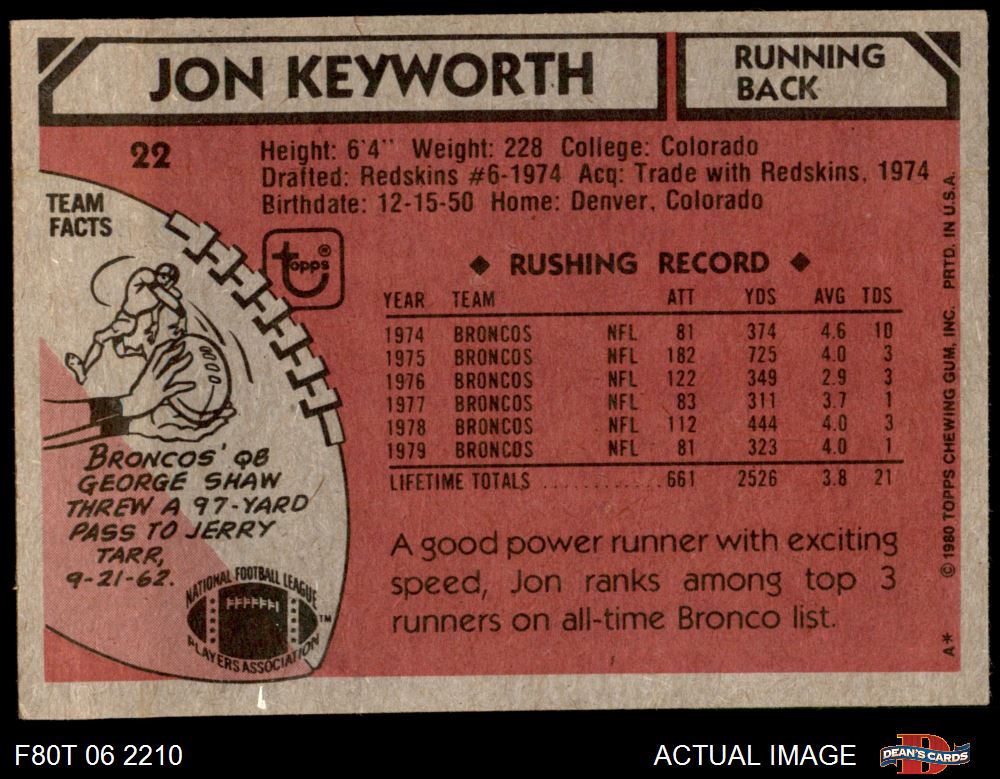 JON KEYWORTH
RUNNING
BACK
22
Height: 6'4" Weight: 228 College: Colorado
Drafted: Redskins #6-1974 Acq: Trade with Redskins, 1974
Birthdate: 12-15-50 Home: Denver, Colorado
TEAM
FACTS
topps®
◆ RUSHING RECORD ◆
YEAR TEAM ATT YDS AVG TDS
1974 BRONCOS NFL 81 374 4.6 10
1975 BRONCOS NFL 182 725 4.0 3
1976 BRONCOS NFL 122 349 2.9 3
1977 BRONCOS NFL 83 311 3.7 1
1978 BRONCOS NFL 112 444 4.0 3
1979 BRONCOS NFL 81 323 4.0 1
LIFETIME TOTALS ............ 661 2526 3.8 21
BRONCOS' QB
GEORGE SHAW
THREW A 97-YARD
PASS TO JERRY
TARR,
9-21-62.
NATIONAL FOOTBALL LEAGUE
PLAYERS ASSOCIATION
TM
A good power runner with exciting
speed, Jon ranks among top 3
runners on all-time Bronco list.
A* © 1980 TOPPS CHEWING GUM, INC. PRTD. IN U.S.A.
F80T 06 2210
ACTUAL IMAGE
D
DEAN'S CARDS